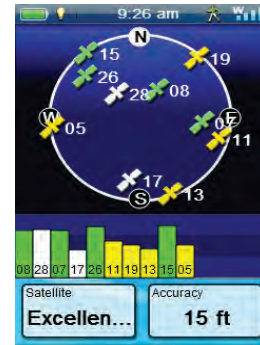 9:26 am
N
15
19
26
28
08
W
05
07
E
11
17
S
13
08 28 07 17 26 11 19 13 15 05
Satellite
Accuracy
Excellen...
15 ft